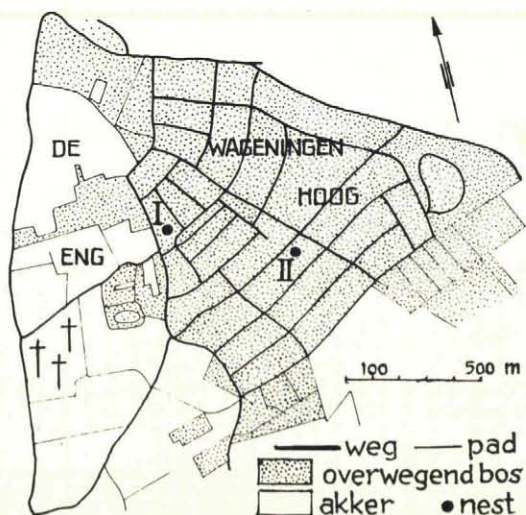 DE
WAGENINGEN
HOOG
I
ENG
II
100 500 m
weg pad
overwegend bos
akker nest